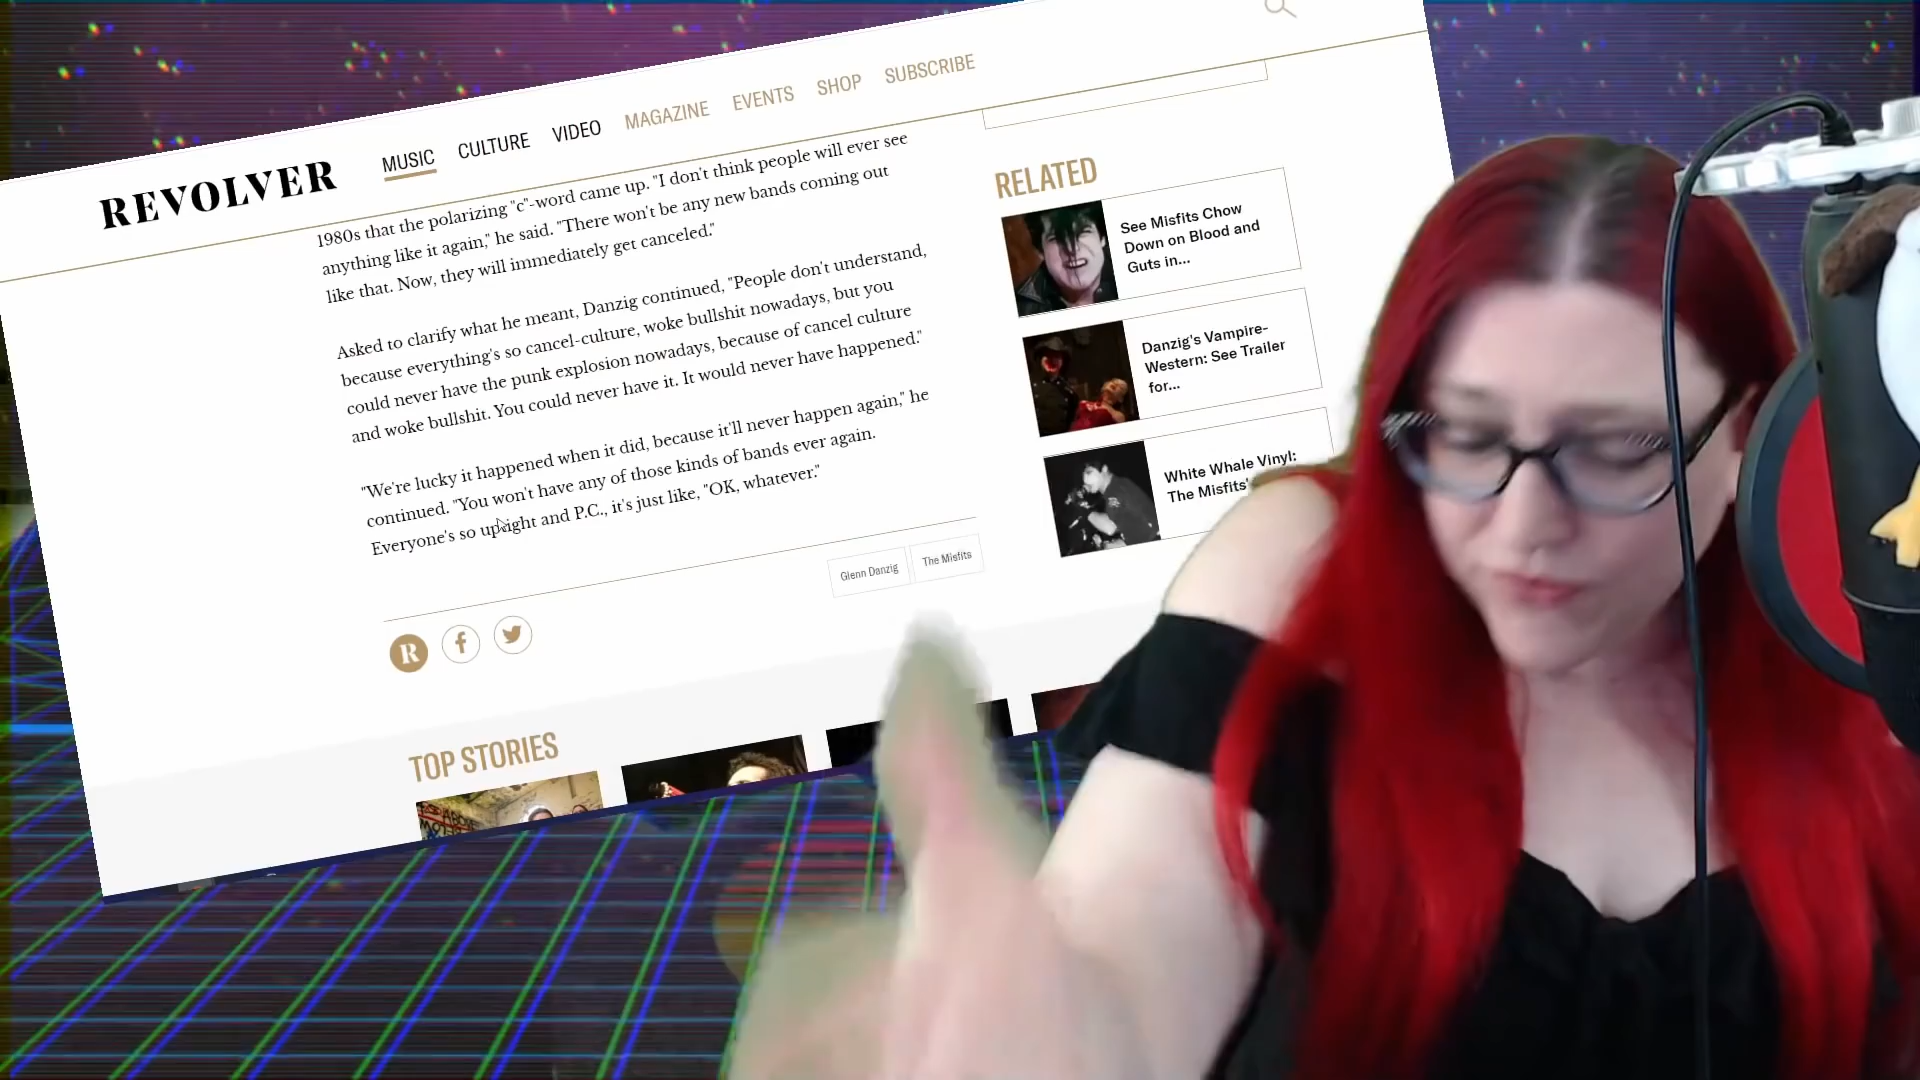 REVOLVER
MUSIC CULTURE VIDEO MAGAZINE EVENTS SHOP SUBSCRIBE
1980s that the polarizing "c"-word came up. "I don't think people will ever see
anything like it again," he said. "There won't be any new bands coming out
like that. Now, they will immediately get canceled."
Asked to clarify what he meant, Danzig continued, "People don't understand,
because everything's so cancel-culture, woke bullshit nowadays, but you
could never have the punk explosion nowadays, because of cancel culture
and woke bullshit. You could never have it. It would never have happened."
"We're lucky it happened when it did, because it'll never happen again," he
continued. "You won't have any of those kinds of bands ever again.
Everyone's so upright and P.C., it's just like, "OK, whatever."
Glenn Danzig
The Misfits
R
TOP STORIES
RELATED
See Misfits Chow
Down on Blood and
Guts in...
Danzig's Vampire-
Western: See Trailer
for...
White Whale Vinyl:
The Misfits'